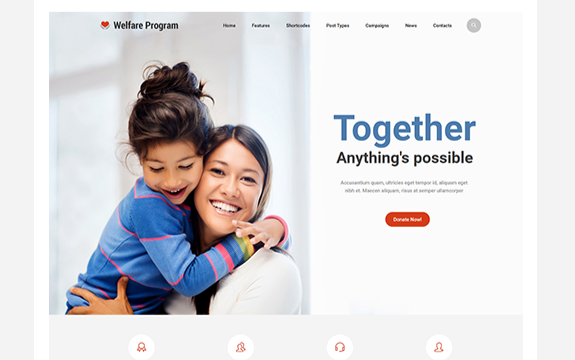 Welfare Program
Home Features Shortcodes Post Types Campaigns News Contacts
Together
Anything's possible
Accusantium quam, ultricies eget tempor id, aliquam eget
nibh et. Maecen aliquam, risus at semper ullamcorper
Donate Now!